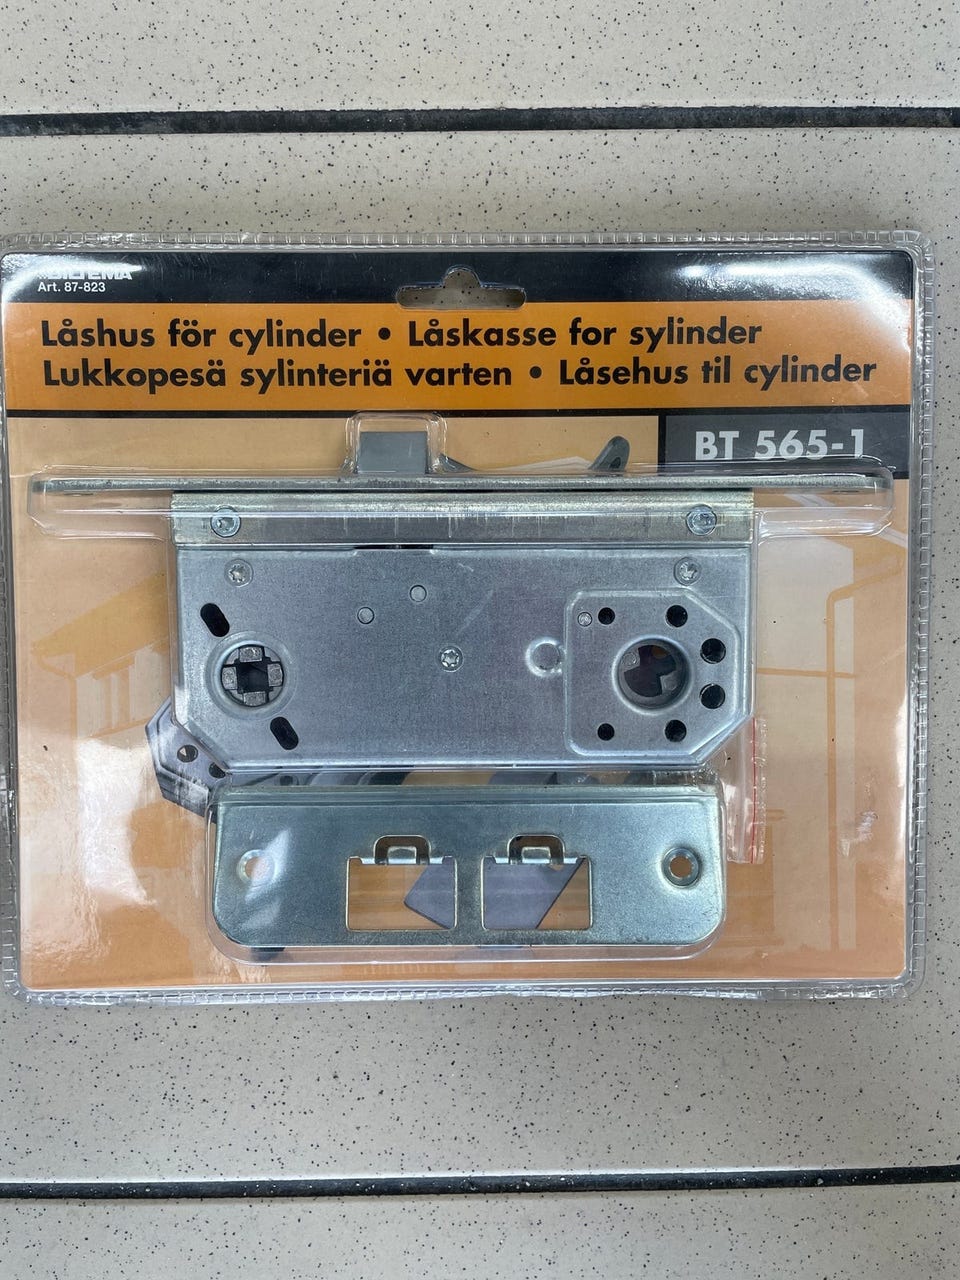 BILTEMA
Art. 87-823
Låshus för cylinder • Låskasse for sylinder
Lukkopesä sylinteriä varten • Låsehus til cylinder
BT 565-1